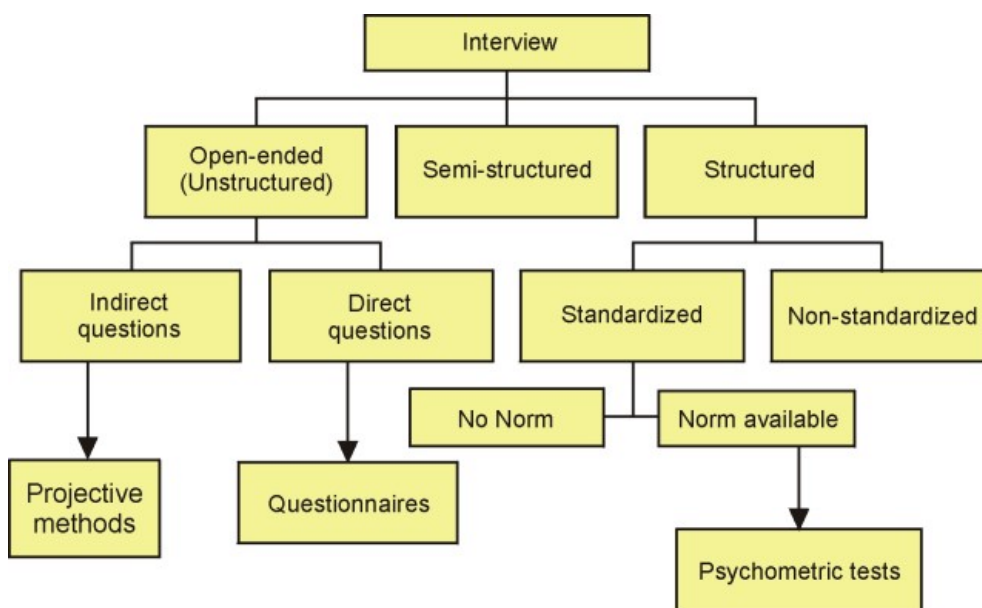 Interview
Open-ended
(Unstructured)
Semi-structured
Structured
Indirect
questions
Direct
questions
Standardized
Non-standardized
No Norm
Norm available
Projective
methods
Questionnaires
Psychometric tests